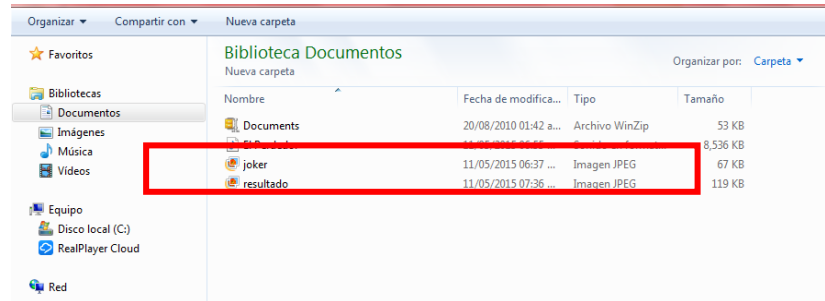 Organizar Compartir con Nueva carpeta
Favoritos
Bibliotecas
Documentos
Imágenes
Música
Vídeos
Equipo
Disco local (C:)
RealPlayer Cloud
Red
Biblioteca Documentos
Nueva carpeta
Organizar por: Carpeta
Nombre Fecha de modifica... Tipo Tamaño
Documents 20/08/2010 01:42 a... Archivo WinZip 53 KB
8,536 KB
joker 11/05/2015 06:37 ... Imagen JPEG 67 KB
resultado 11/05/2015 07:36 ... Imagen JPEG 119 KB